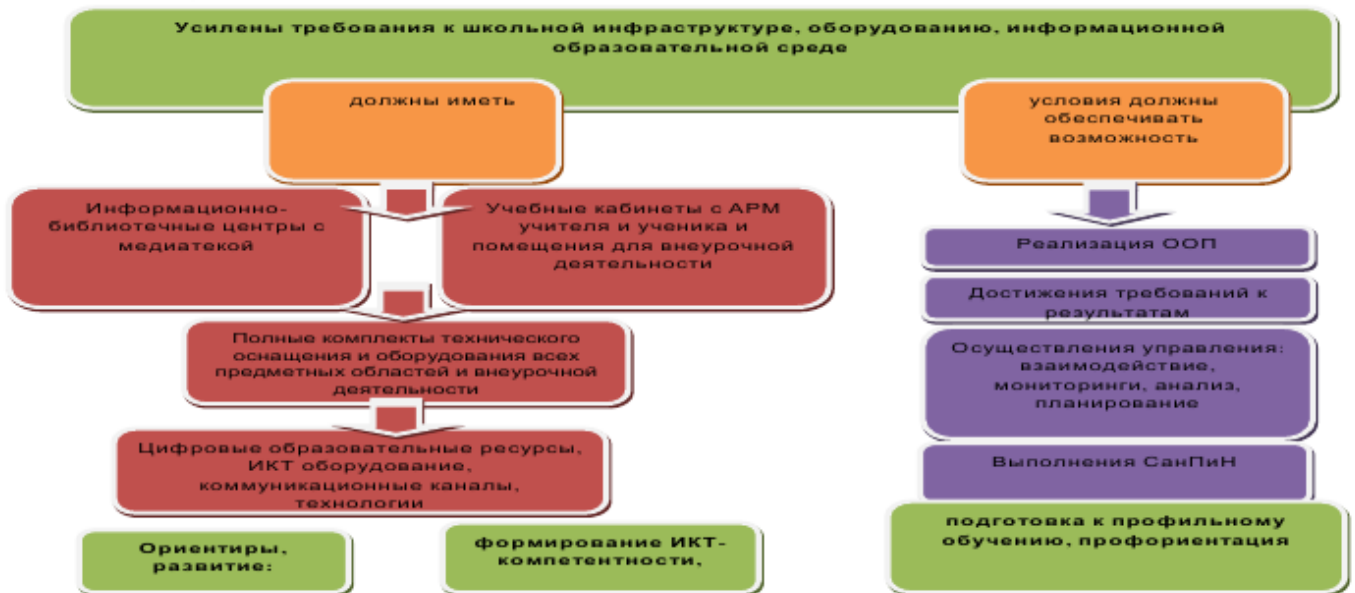 Усилены требования к школьной инфраструктуре, оборудованию, информационной
образовательной среде
должны иметь
условия должны
обеспечивать
возможность
Информационно-
библиотечные центры с
медиатекой
Учебные кабинеты с АРМ
учителя и ученика и
помещения для внеурочной
деятельности
Полные комплекты технического
оснащения и оборудования всех
предметных областей и внеурочной
деятельности
Цифровые образовательные ресурсы,
ИКТ оборудование,
коммуникационные каналы,
технологии
Реализация ООП
Достижения требований к
результатам
Осуществления управления:
взаимодействие,
мониторинги, анализ,
планирование
Выполнения СанПиН
Ориентиры,
развитие:
формирование ИКТ-
компетентности,
подготовка к профильному
обучению, профориентация